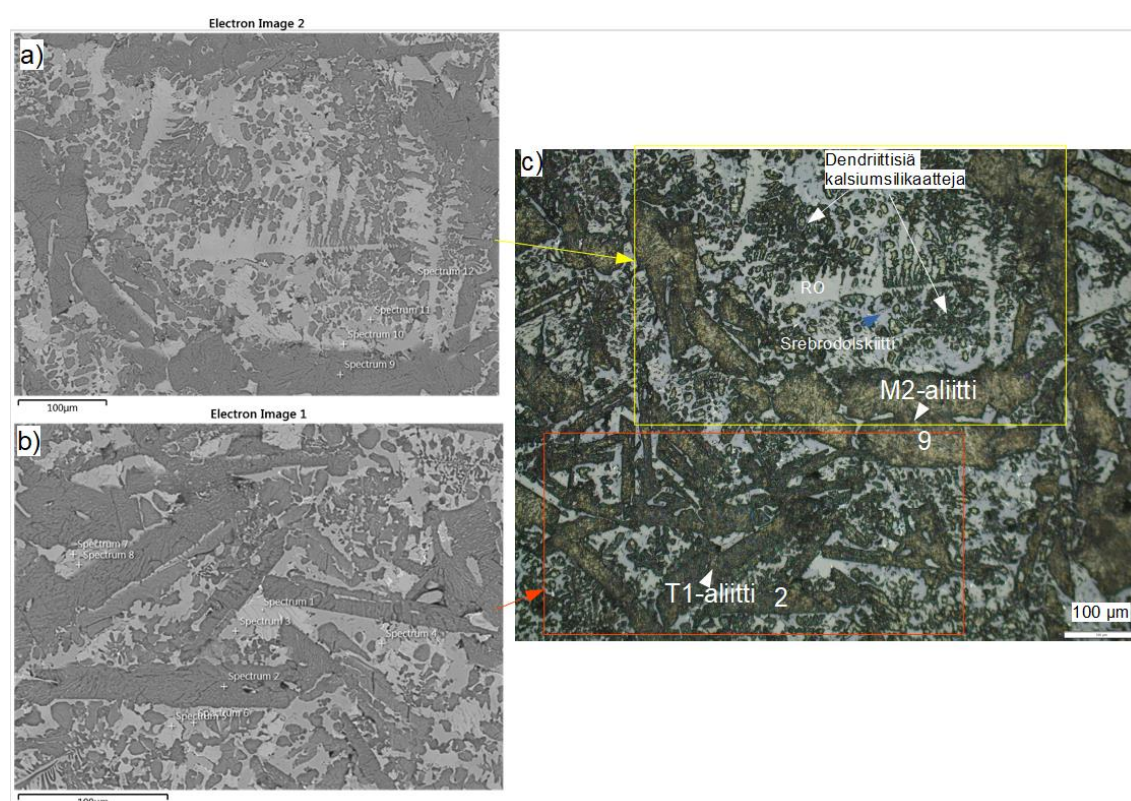 Electron Image 2
a)
Spectrum 12
Spectrum 11
Spectrum 10
Spectrum 9
100µm
Electron Image 1
b)
Spectrum 7
Spectrum 8
Spectrum 1
Spectrum 3
Spectrum 4
Spectrum 2
Spectrum 6
100µm
c)
Dendriittisiä
kalsiumsilikaatteja
RO
Srebrodolskiitti
M2-aliitti
9
T1-aliitti 2
100 µm